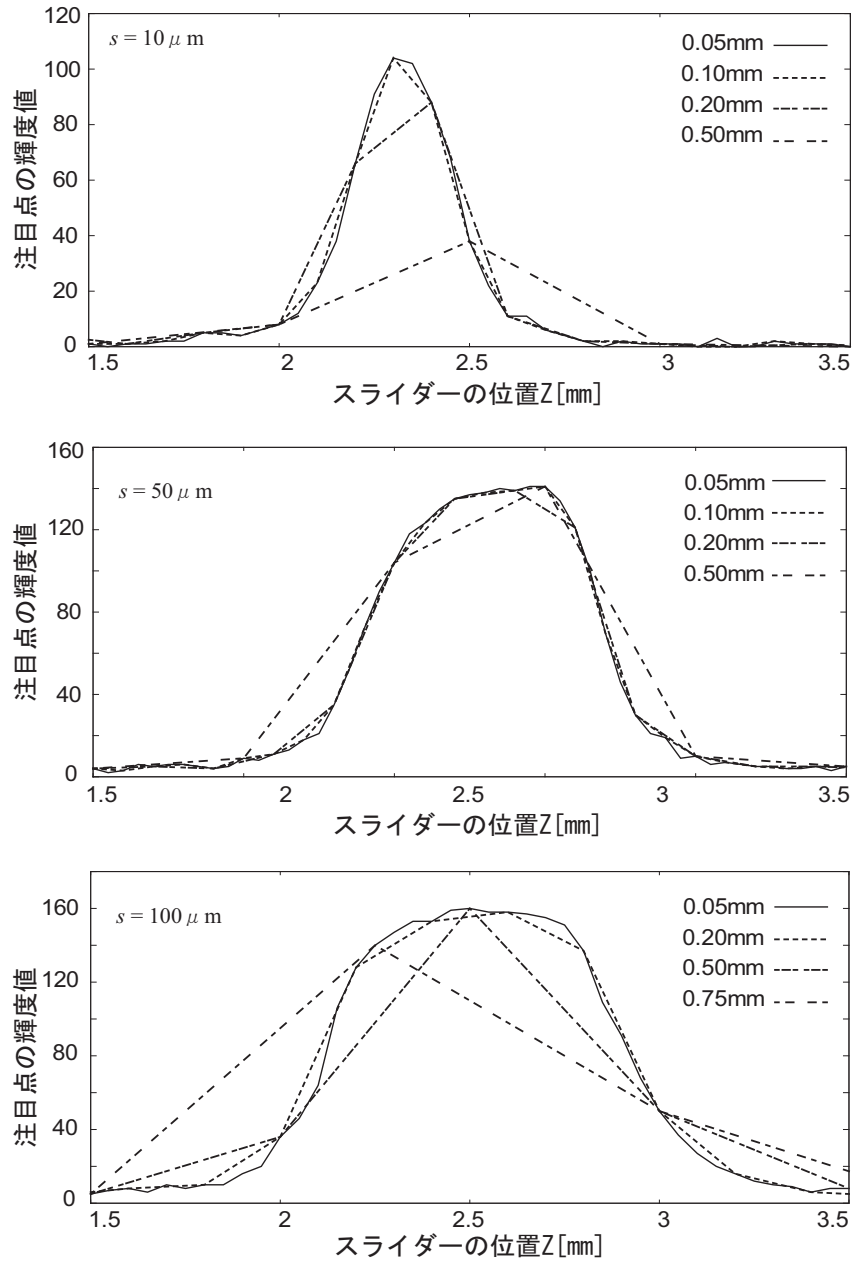 120
100
80
60
40
20
0
注目点の輝度値
s = 10 μ m
0.05mm
0.10mm
0.20mm
0.50mm
1.5 2 2.5 3 3.5
スライダーの位置Z[mm]
160
120
80
40
0
注目点の輝度値
s = 50 μ m
0.05mm
0.10mm
0.20mm
0.50mm
1.5 2 2.5 3 3.5
スライダーの位置Z[mm]
160
120
80
40
0
注目点の輝度値
s = 100 μ m
0.05mm
0.20mm
0.50mm
0.75mm
1.5 2 2.5 3 3.5
スライダーの位置Z[mm]